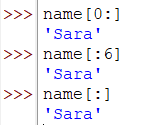 >>> name[0:]
'Sara'
>>> name[:6]
'Sara'
>>> name[:]
'Sara'